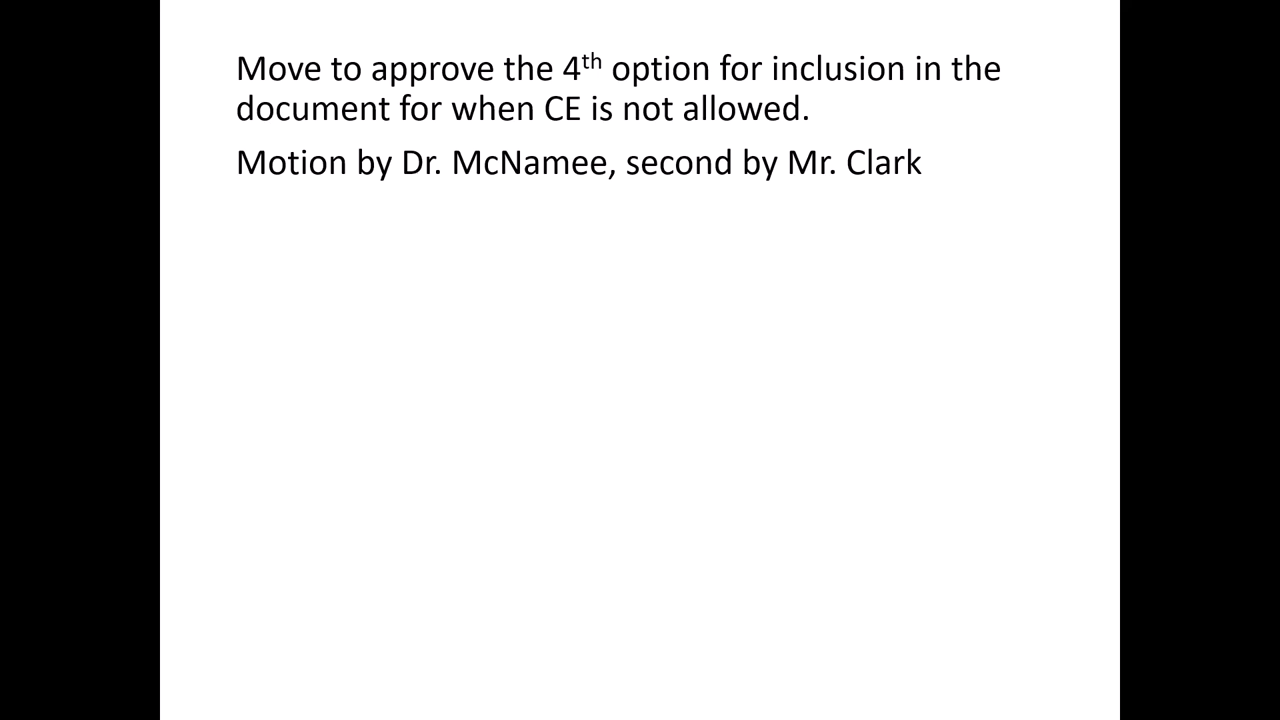 Move to approve the 4th option for inclusion in the
document for when CE is not allowed.
Motion by Dr. McNamee, second by Mr. Clark